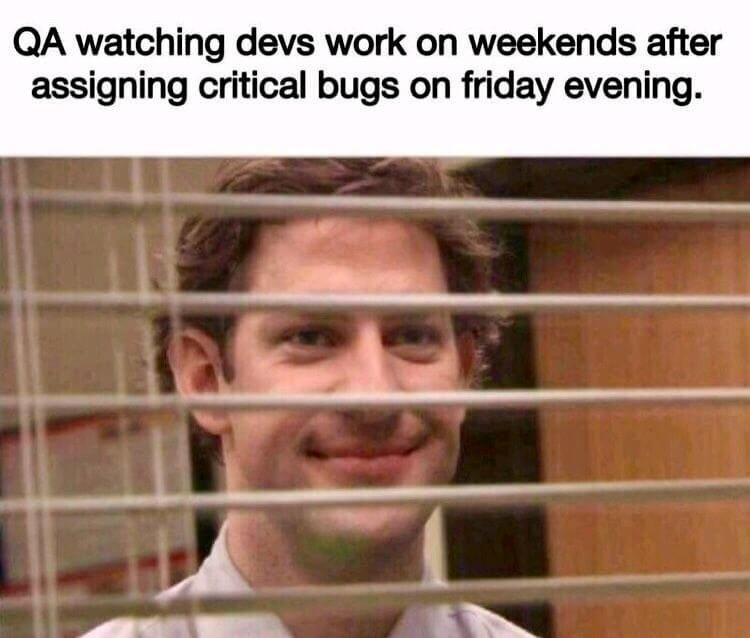 QA watching devs work on weekends after
assigning critical bugs on friday evening.